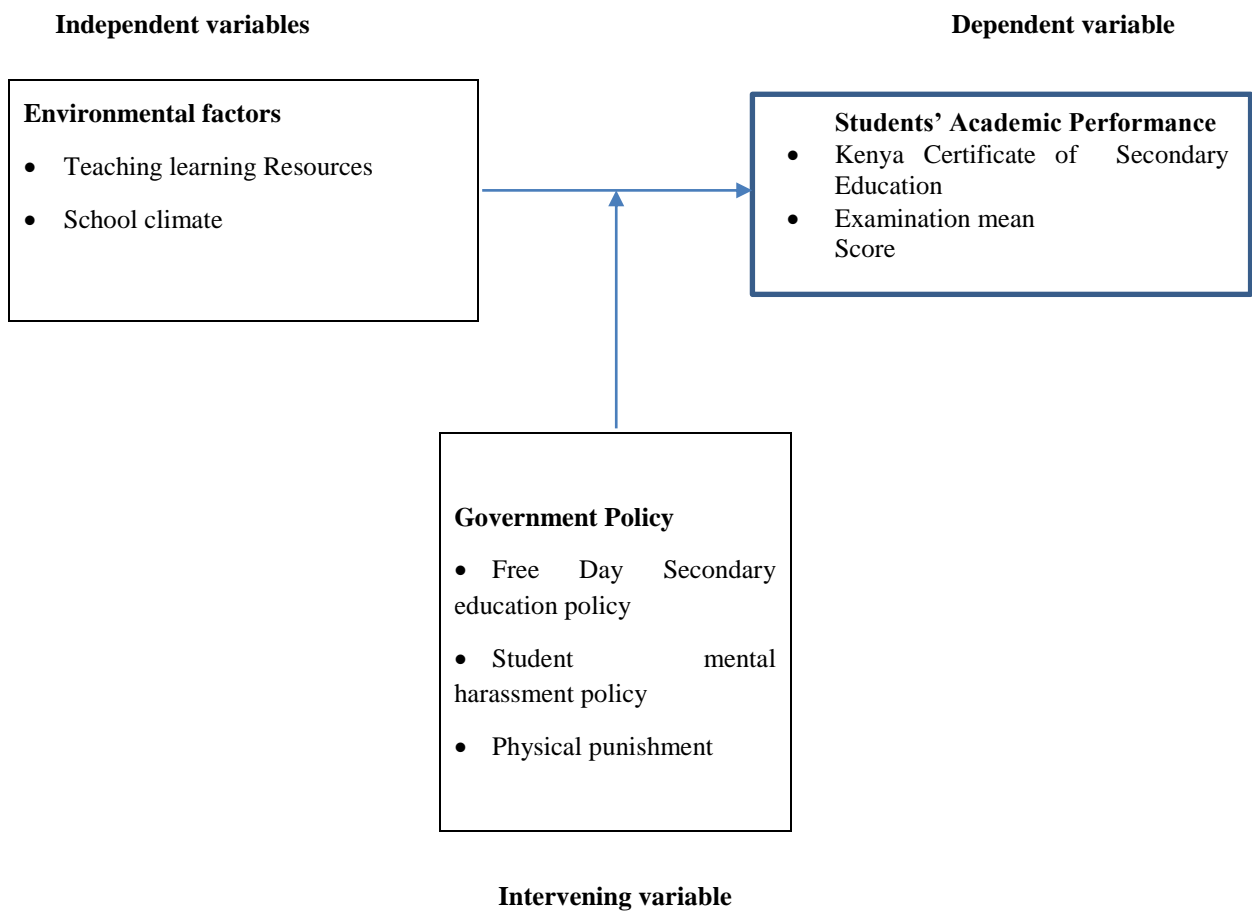 Independent variables
Dependent variable
Environmental factors
• Teaching learning Resources
• School climate
Students’ Academic Performance
• Kenya Certificate of Secondary
Education
• Examination mean
Score
Government Policy
• Free Day Secondary
education policy
• Student mental
harassment policy
• Physical punishment
Intervening variable